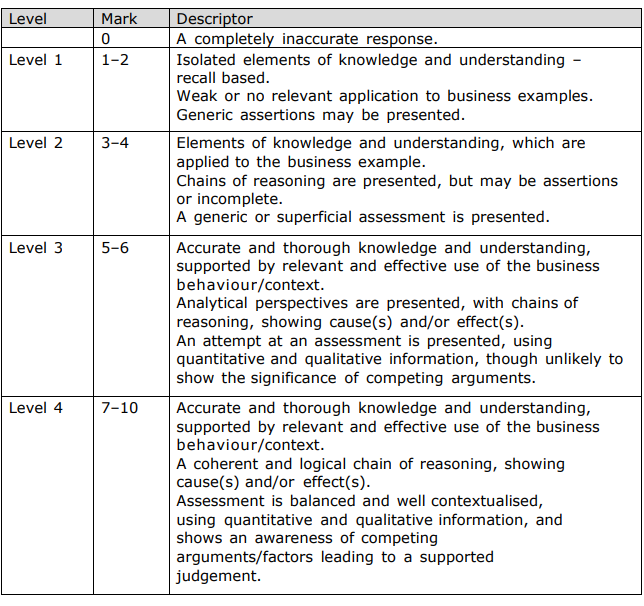 Level Mark Descriptor
0 A completely inaccurate response.
Level 1 1–2 Isolated elements of knowledge and understanding –
recall based.
Weak or no relevant application to business examples.
Generic assertions may be presented.
Level 2 3–4 Elements of knowledge and understanding, which are
applied to the business example.
Chains of reasoning are presented, but may be assertions
or incomplete.
A generic or superficial assessment is presented.
Level 3 5–6 Accurate and thorough knowledge and understanding,
supported by relevant and effective use of the business
behaviour/context.
Analytical perspectives are presented, with chains of
reasoning, showing cause(s) and/or effect(s).
An attempt at an assessment is presented, using
quantitative and qualitative information, though unlikely to
show the significance of competing arguments.
Level 4 7–10 Accurate and thorough knowledge and understanding,
supported by relevant and effective use of the business
behaviour/context.
A coherent and logical chain of reasoning, showing
cause(s) and/or effect(s).
Assessment is balanced and well contextualised,
using quantitative and qualitative information, and
shows an awareness of competing
arguments/factors leading to a supported
judgement.